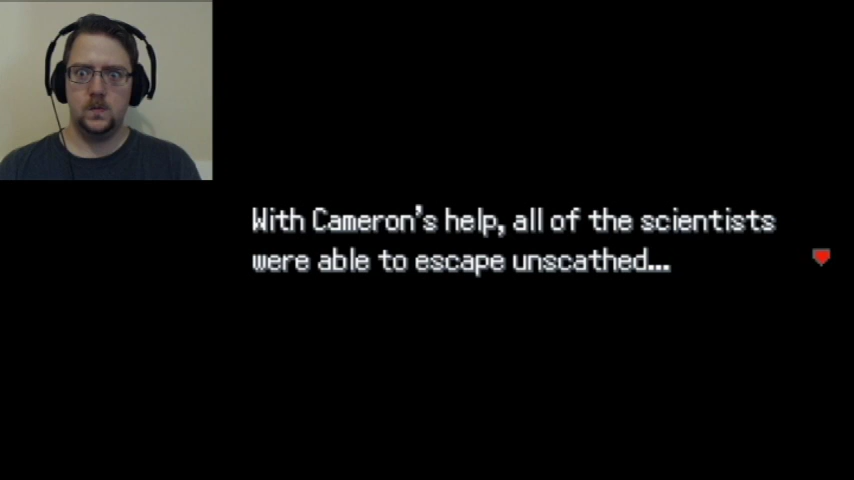 With Cameron's help, all of the scientists
were able to escape unscathed...